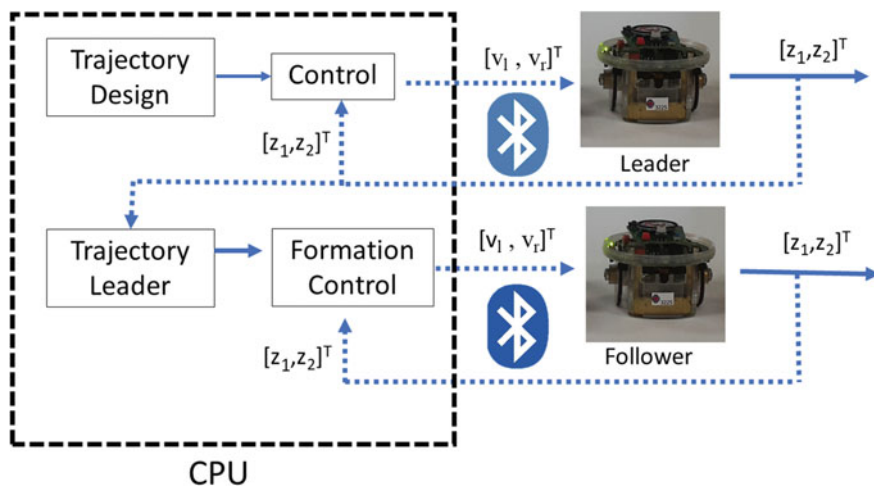 Trajectory
Design
Control
[v_l , v_r]^T
[z_1,z_2]^T
Leader
[z_1,z_2]^T
Trajectory
Leader
Formation
Control
[v_l , v_r]^T
[z_1,z_2]^T
Follower
[z_1,z_2]^T
CPU